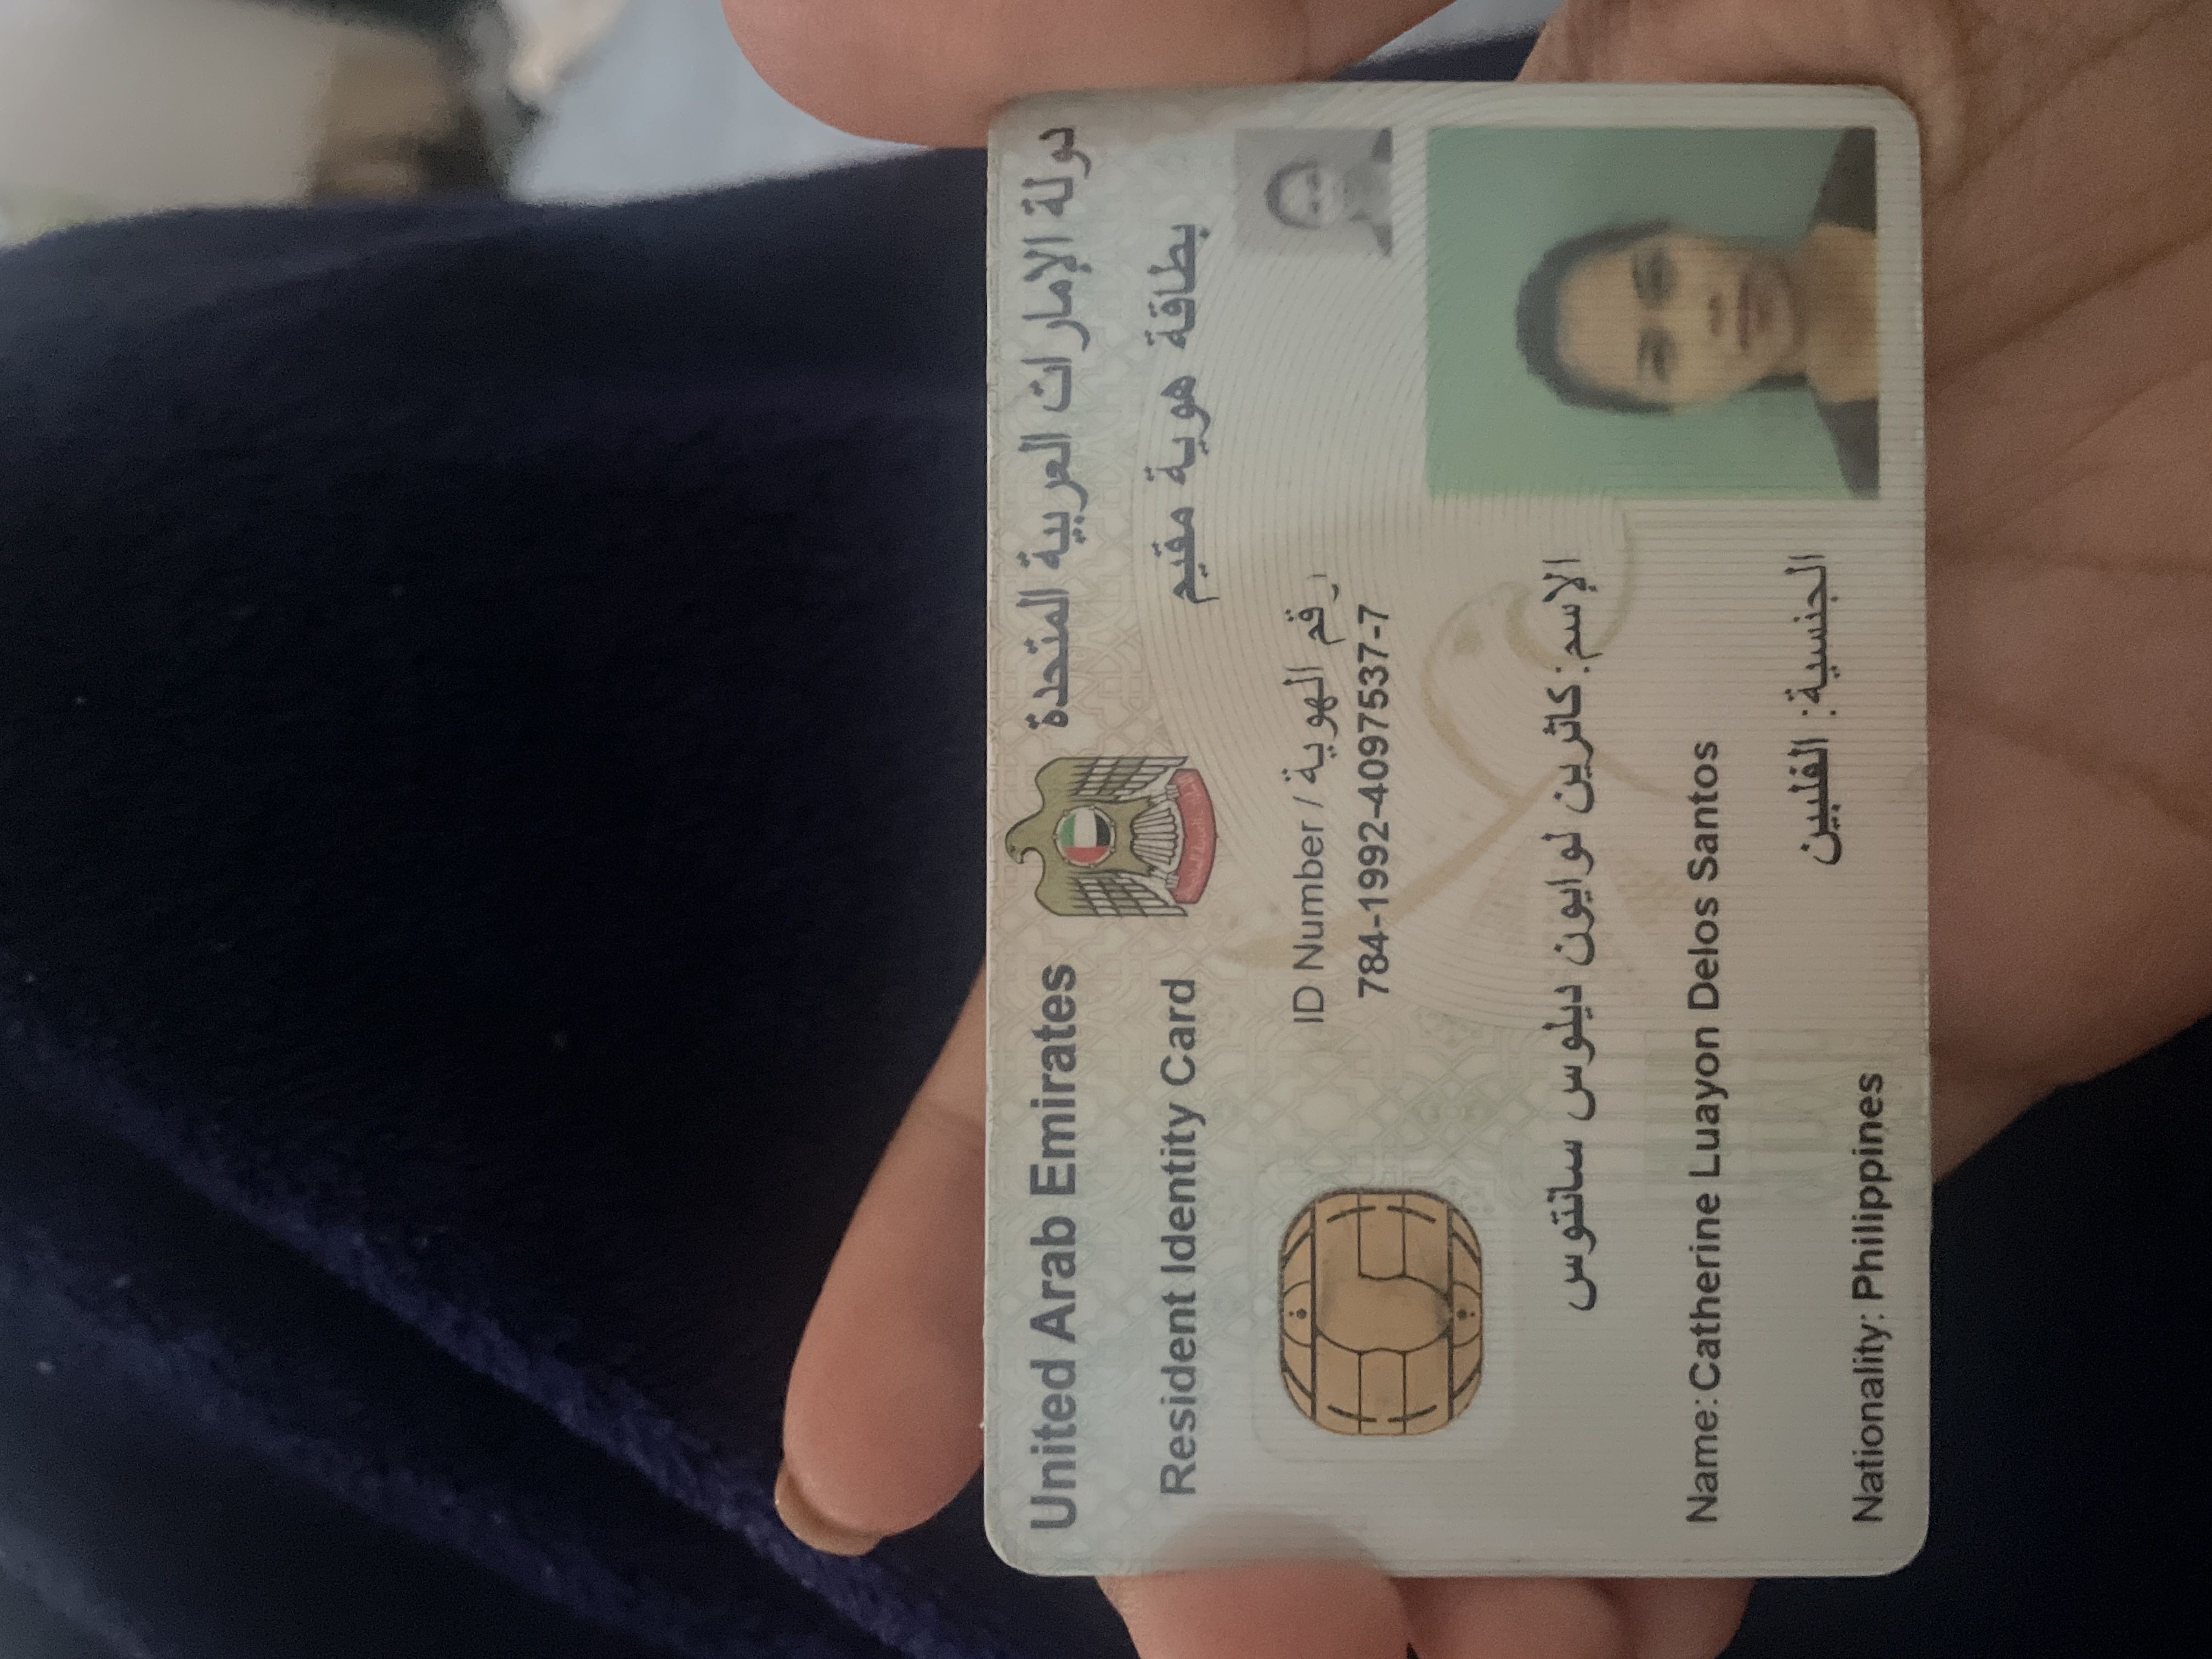 United Arab Emirates
دولة الإمارات العربية المتحدة
Resident Identity Card
بطاقة هوية مقيم
ID Number / رقم الهوية
784-1992-4097537-7
الإسم: كاثرين لوايون ديلوس سانتوس
Name: Catherine Luayon Delos Santos
الجنسية: الفلبين
Nationality: Philippines